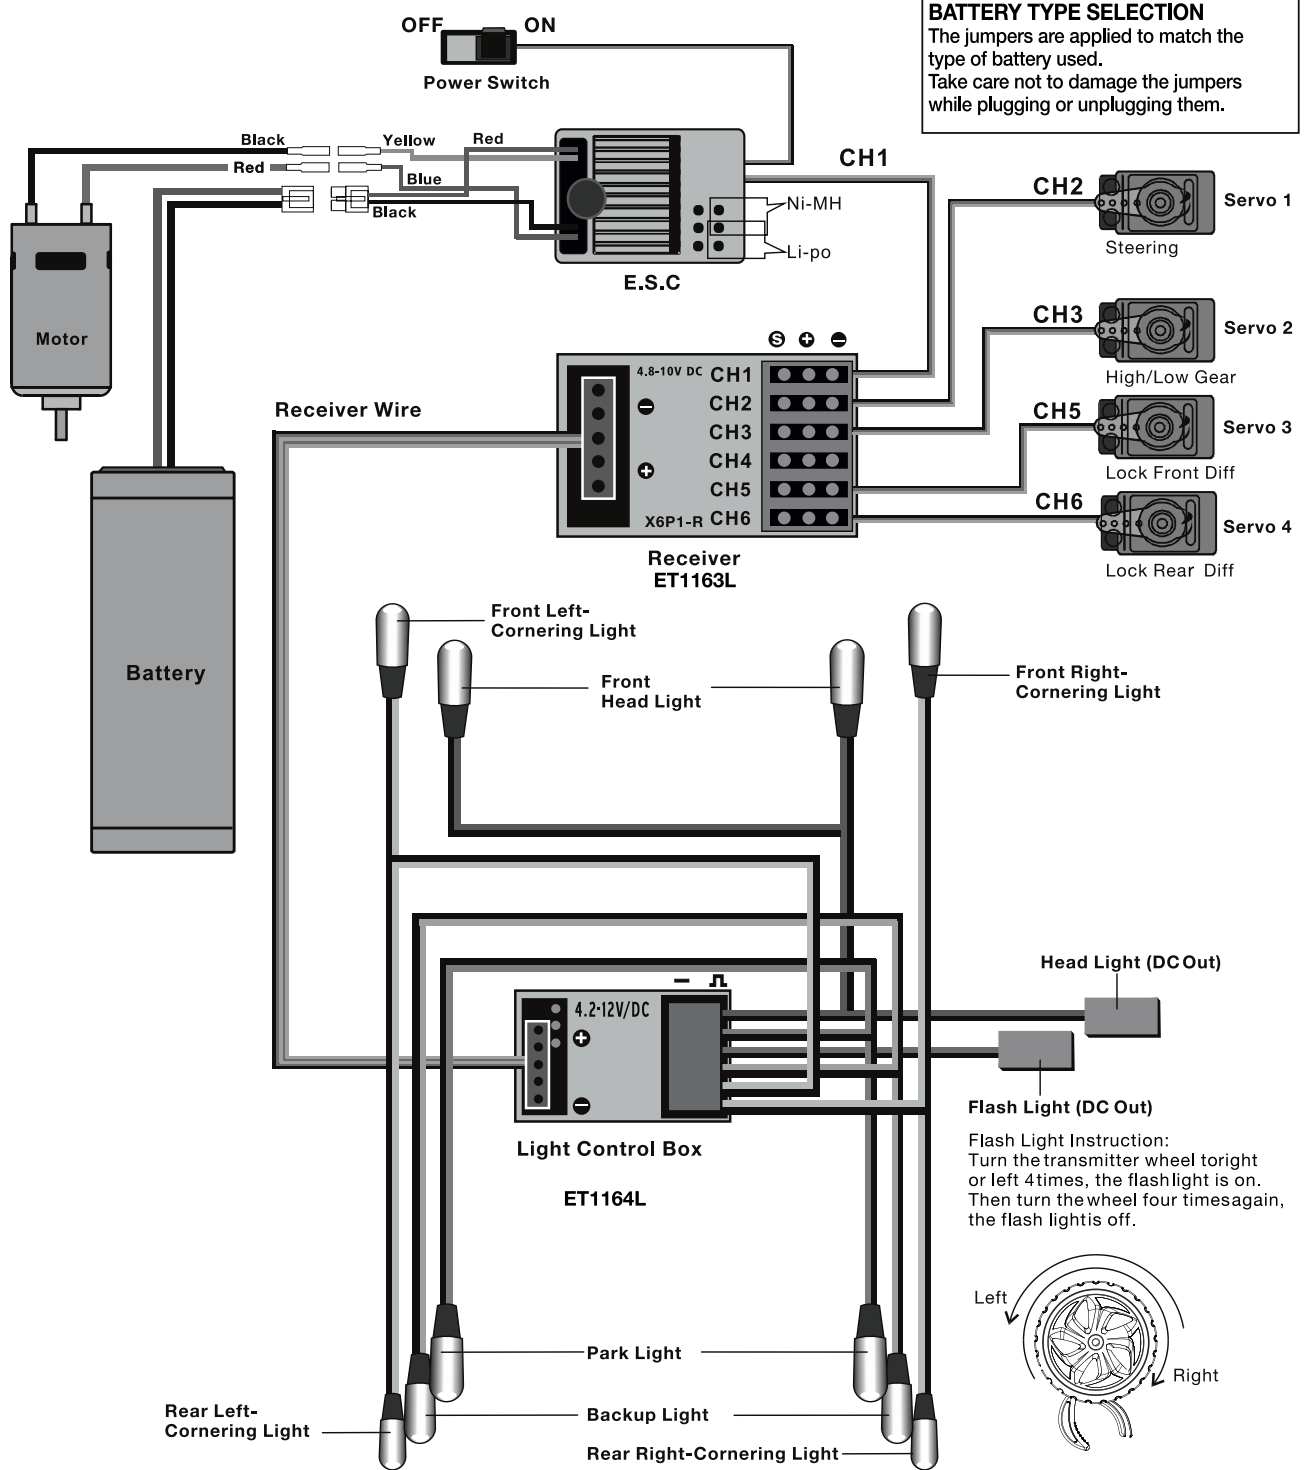 OFF ON
Power Switch
BATTERY TYPE SELECTION
The jumpers are applied to match the
type of battery used.
Take care not to damage the jumpers
while plugging or unplugging them.
Black
Yellow
Red
Red
Blue
Black
CH1
Ni-MH
Li-po
E.S.C
Motor
CH2
Servo 1
Steering
CH3
Servo 2
High/Low Gear
CH5
Servo 3
Lock Front Diff
CH6
Servo 4
Lock Rear Diff
S + −
4.8-10V DC CH1
− CH2
CH3
+ CH4
CH5
X6P1-R CH6
Receiver Wire
Receiver
ET1163L
Battery
Front Left-
Cornering Light
Front
Head Light
Front Right-
Cornering Light
Head Light (DC Out)
−
4.2-12V/DC
+
−
Light Control Box
ET1164L
Flash Light (DC Out)
Flash Light Instruction:
Turn the transmitter wheel toright
or left 4times, the flashlight is on.
Then turn the wheel four timesagain,
the flash lightis off.
Left
Right
Park Light
Backup Light
Rear Left-
Cornering Light
Rear Right-Cornering Light